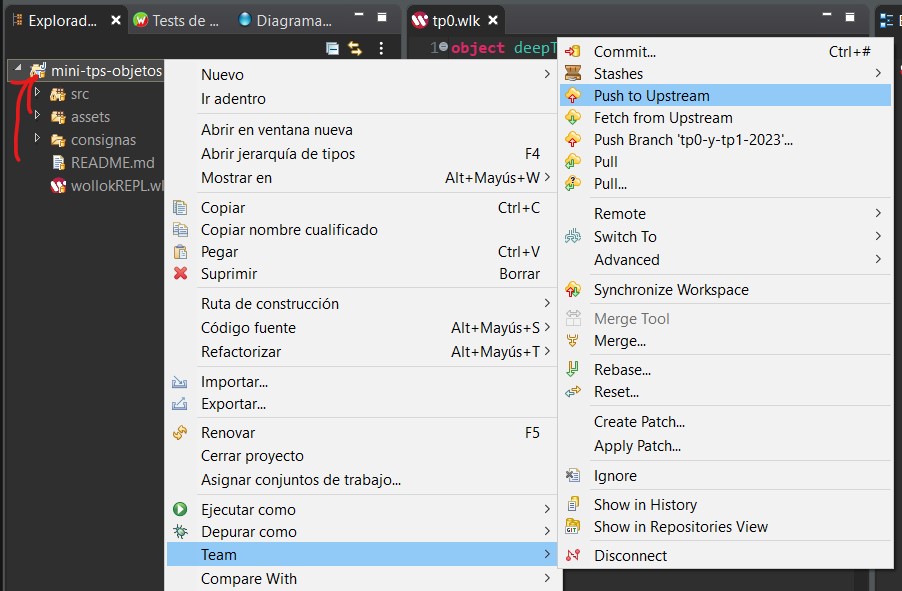 Explorad...
Tests de ...
Diagrama...
tp0.wlk
1 object deepT
mini-tps-objetos
src
assets
consignas
README.md
wollokREPL.wl
Nuevo
Ir adentro
Abrir en ventana nueva
Abrir jerarquía de tipos F4
Mostrar en Alt+Mayús+W
Copiar Ctrl+C
Copiar nombre cualificado
Pegar Ctrl+V
Suprimir Borrar
Ruta de construcción
Código fuente Alt+Mayús+S
Refactorizar Alt+Mayús+T
Importar...
Exportar...
Renovar F5
Cerrar proyecto
Asignar conjuntos de trabajo...
Ejecutar como
Depurar como
Team
Compare With
Commit... Ctrl+#
Stashes
Push to Upstream
Fetch from Upstream
Push Branch 'tp0-y-tp1-2023'...
Pull
Pull...
Remote
Switch To
Advanced
Synchronize Workspace
Merge Tool
Merge...
Rebase...
Reset...
Create Patch...
Apply Patch...
Ignore
Show in History
Show in Repositories View
Disconnect